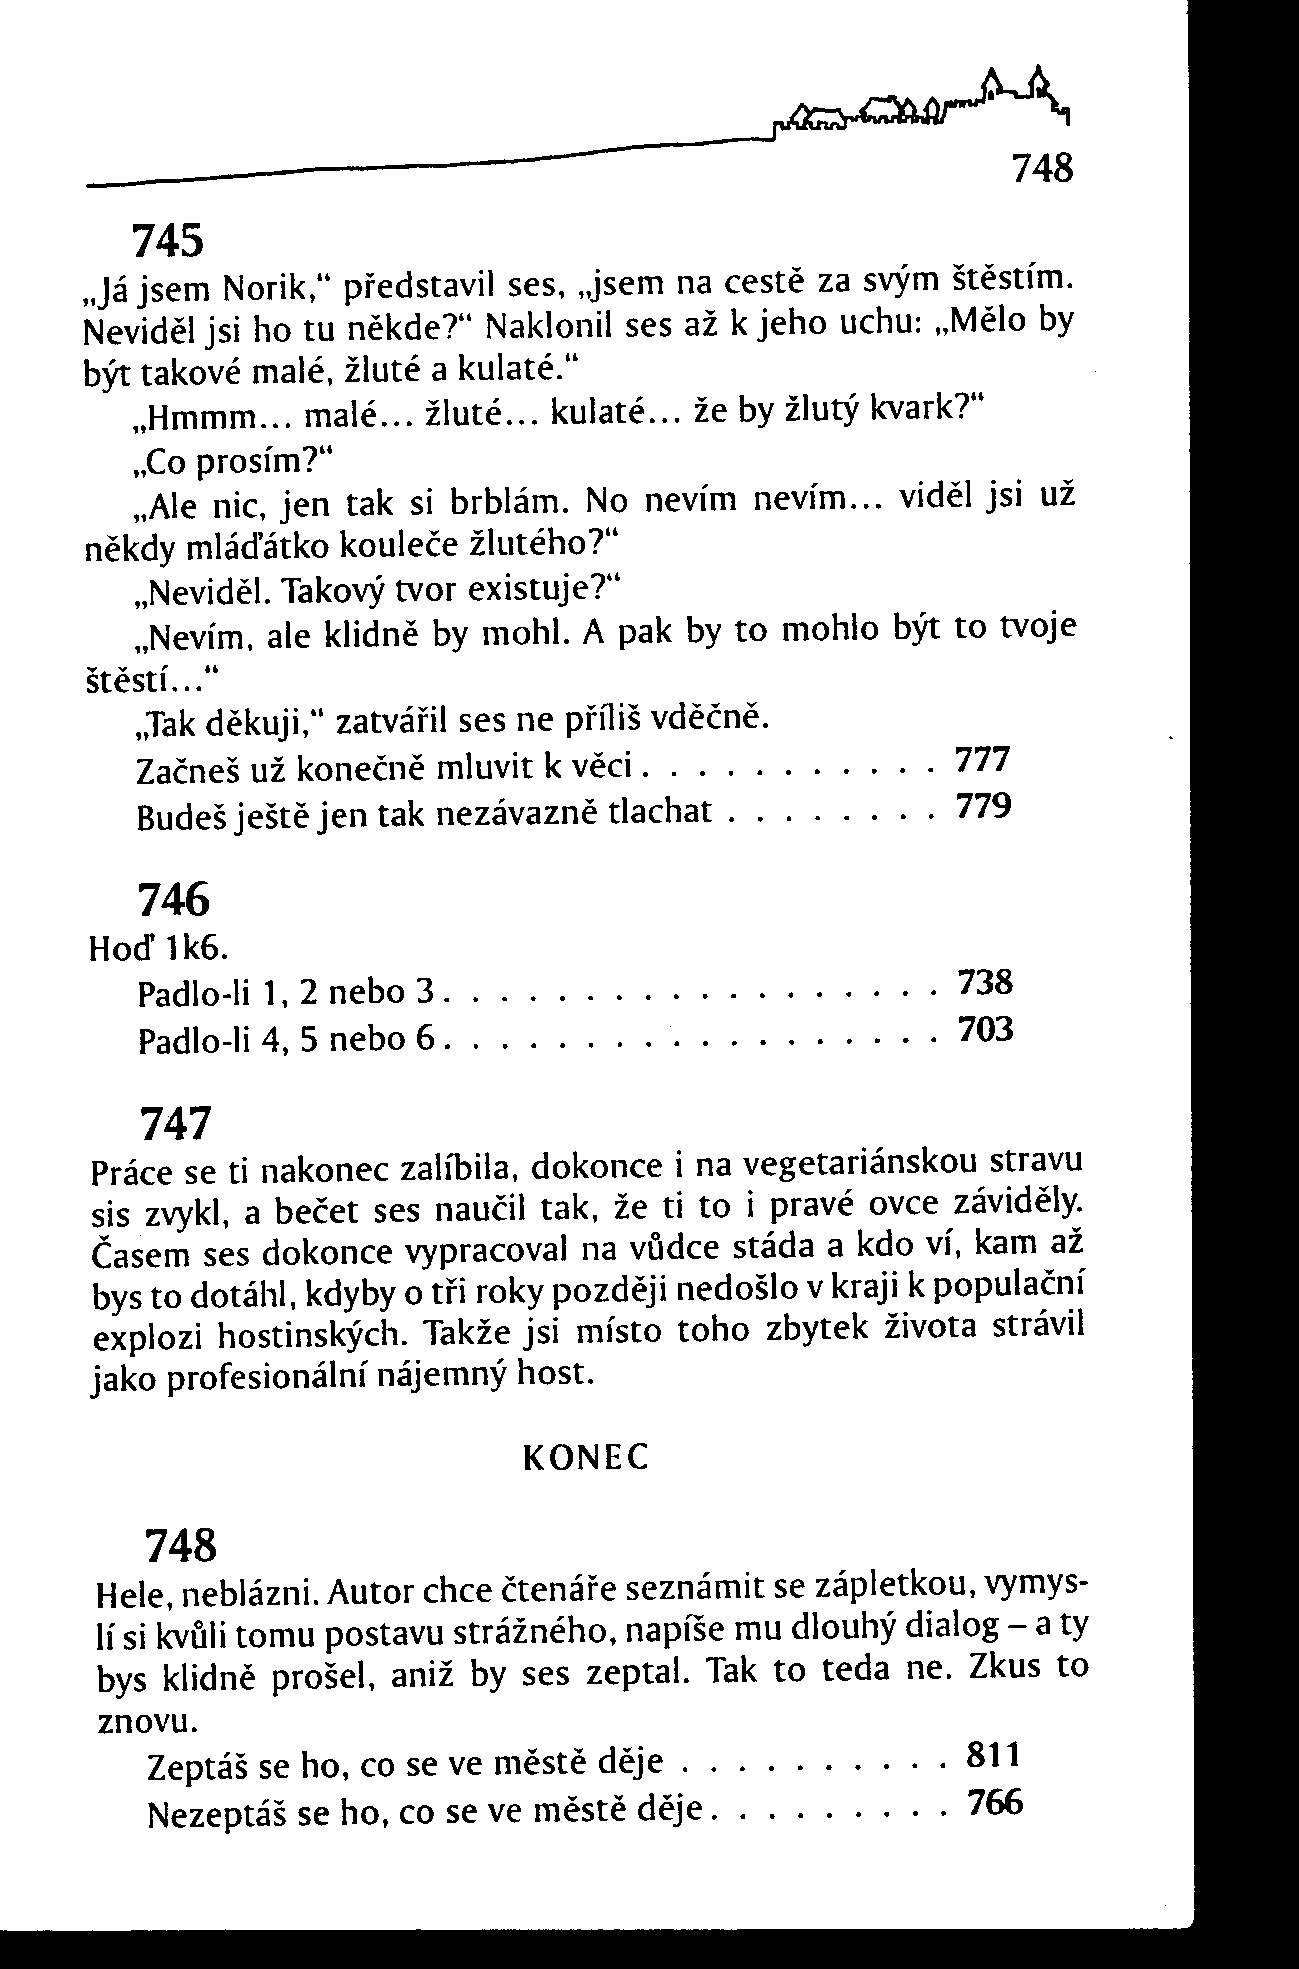 748
745
„Já jsem Norik,“ představil ses, „jsem na cestě za svým štěstím.
Neviděl jsi ho tu někde?“ Naklonil ses až k jeho uchu: „Mělo by
být takové malé, žluté a kulaté.“
„Hmmm... malé... žluté... kulaté... že by žlutý kvark?“
„Co prosím?“
„Ale nic, jen tak si brblám. No nevím nevím... viděl jsi už
někdy mláďátko kouleče žlutého?“
„Neviděl. Takový tvor existuje?“
„Nevím, ale klidně by mohl. A pak by to mohlo být to tvoje
štěstí...“
„Tak děkuji,“ zatvářil ses ne příliš vděčně.
Začneš už konečně mluvit k věci . . . . . . . . . . . 777
Budeš ještě jen tak nezávazně tlachat . . . . . . . . 779
746
Hoď 1k6.
Padlo-li 1, 2 nebo 3 . . . . . . . . . . . . . . . . . . 738
Padlo-li 4, 5 nebo 6 . . . . . . . . . . . . . . . . . . 703
747
Práce se ti nakonec zalíbila, dokonce i na vegetariánskou stravu
sis zvykl, a bečet ses naučil tak, že ti to i pravé ovce záviděly.
Časem ses dokonce vypracoval na vůdce stáda a kdo ví, kam až
bys to dotáhl, kdyby o tři roky později nedošlo v kraji k populační
explozi hostinských. Takže jsi místo toho zbytek života strávil
jako profesionální nájemný host.
KONEC
748
Hele, neblázni. Autor chce čtenáře seznámit se zápletkou, vymys-
lí si kvůli tomu postavu strážného, napíše mu dlouhý dialog – a ty
bys klidně prošel, aniž by ses zeptal. Tak to teda ne. Zkus to
znovu.
Zeptáš se ho, co se ve městě děje . . . . . . . . . . 811
Nezeptáš se ho, co se ve městě děje . . . . . . . . . 766